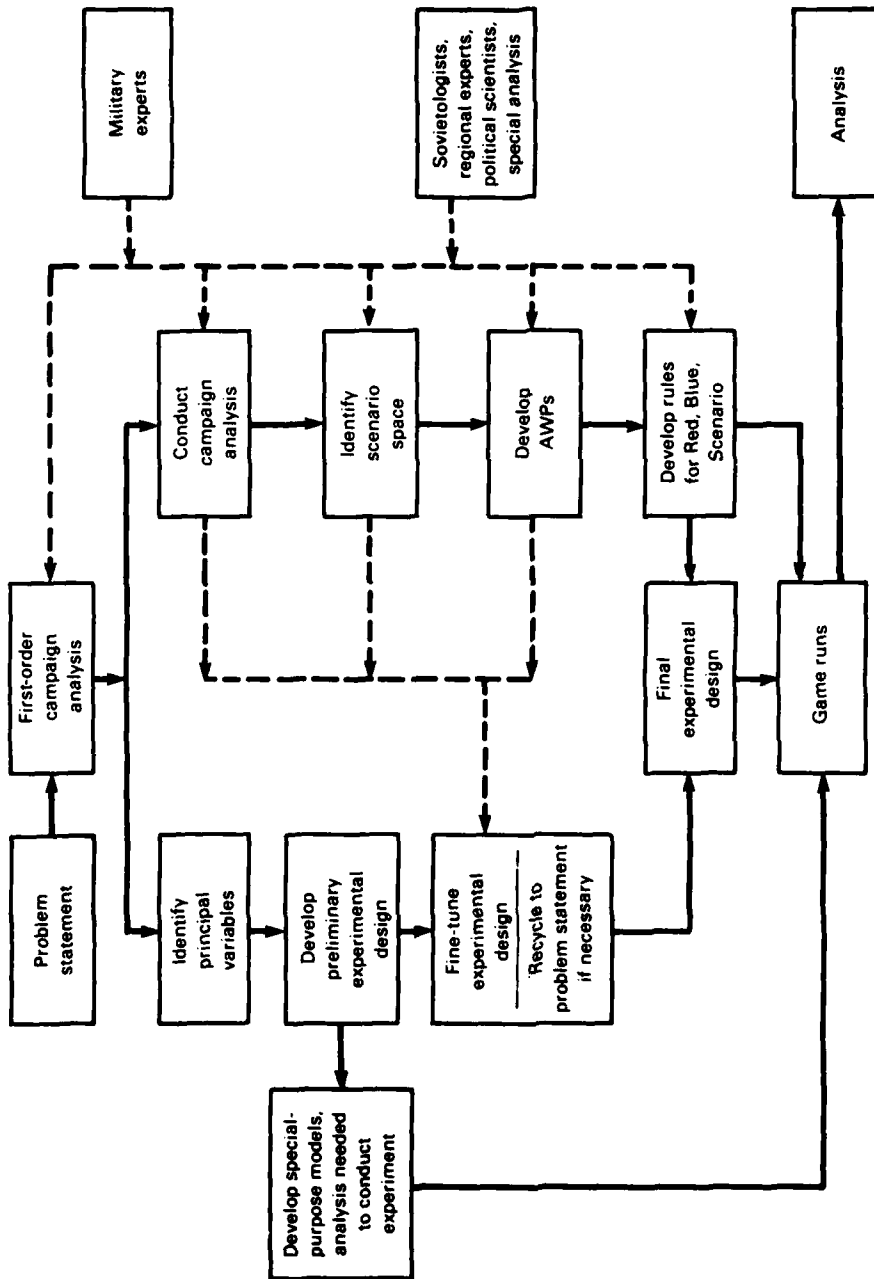 Problem
statement
First-order
campaign
analysis
Military
experts
Identify
principal
variables
Conduct
campaign
analysis
Develop special-
purpose models,
analysis needed
to conduct
experiment
Develop
preliminary
experimental
design
Identify
scenario
space
Sovietologists,
regional experts,
political scientists,
special analysis
Fine-tune
experimental
design
Recycle to
problem statement
if necessary
Develop
AWPs
Final
experimental
design
Develop rules
for Red, Blue,
Scenario
Game runs
Analysis